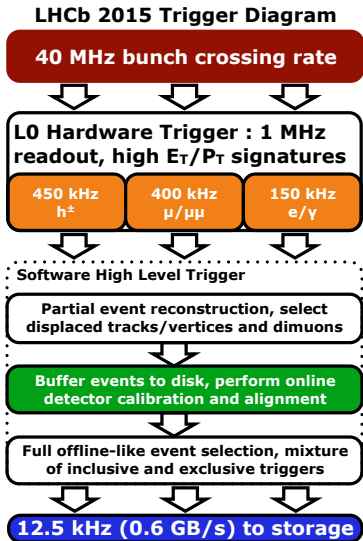 LHCb 2015 Trigger Diagram
40 MHz bunch crossing rate
L0 Hardware Trigger : 1 MHz
readout, high E_T/P_T signatures
450 kHz
h±
400 kHz
μ/μμ
150 kHz
e/γ
Software High Level Trigger
Partial event reconstruction, select
displaced tracks/vertices and dimuons
Buffer events to disk, perform online
detector calibration and alignment
Full offline-like event selection, mixture
of inclusive and exclusive triggers
12.5 kHz (0.6 GB/s) to storage